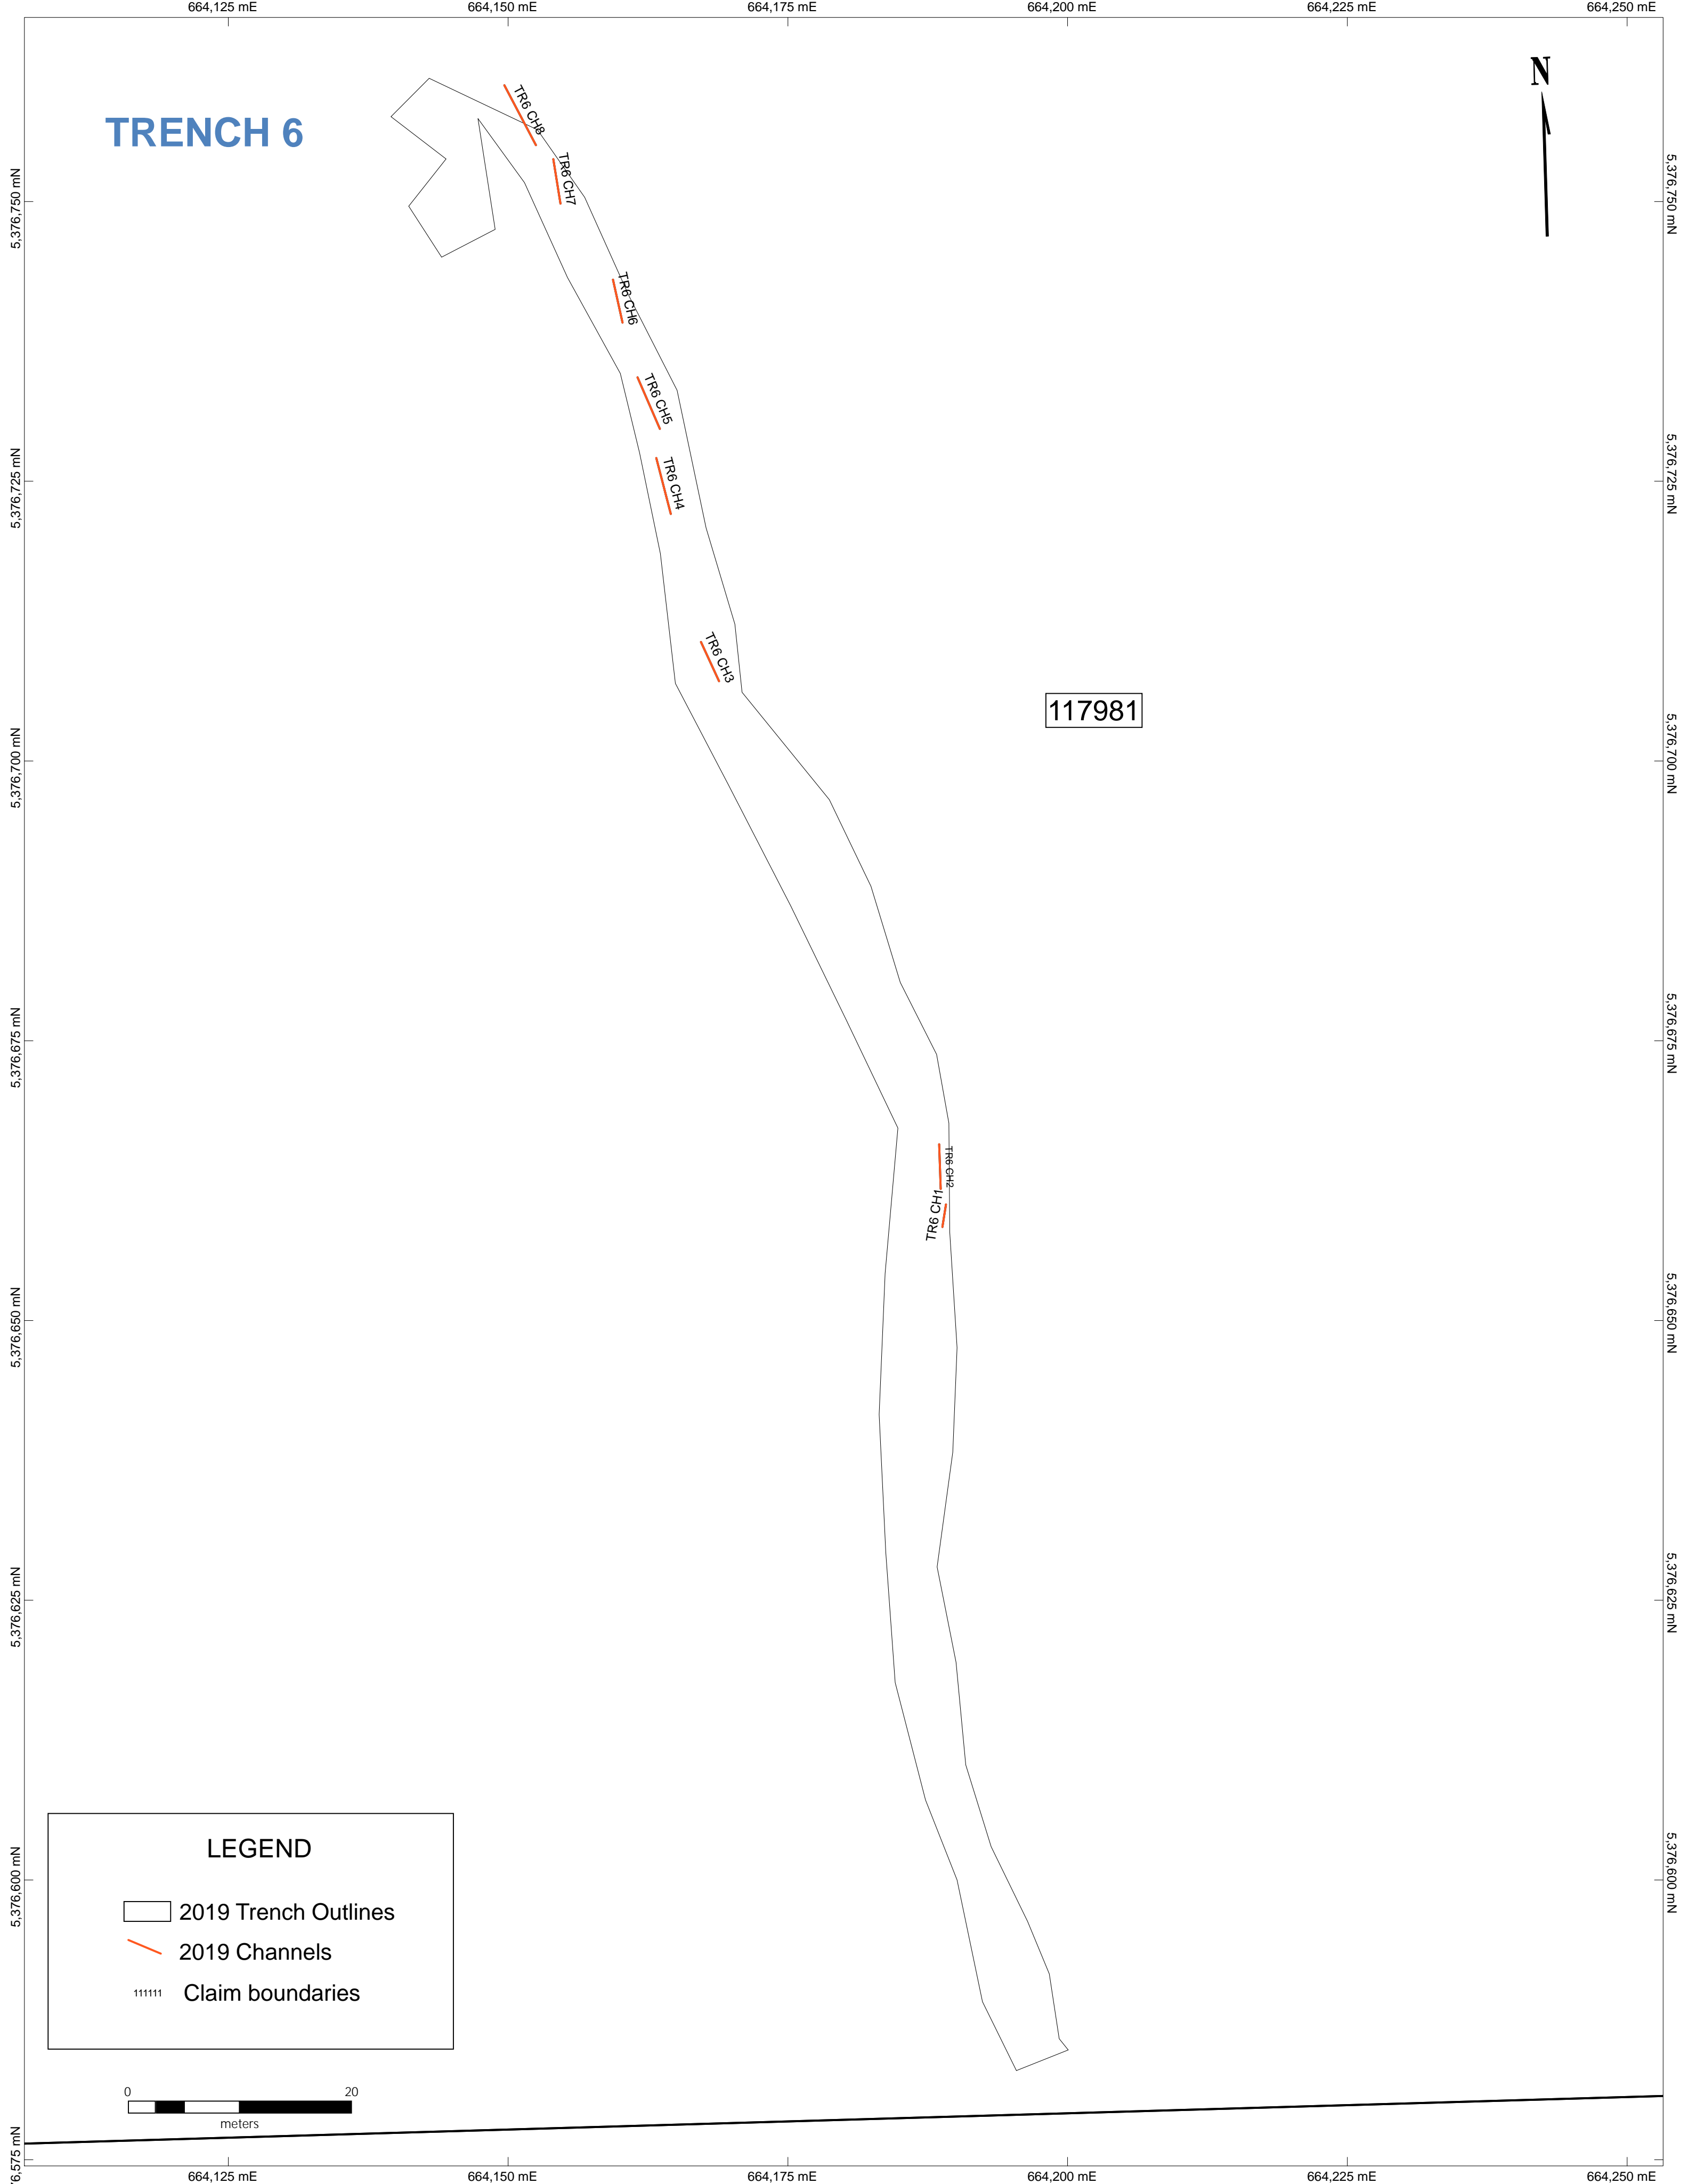 664,125 mE
664,150 mE
664,175 mE
664,200 mE
664,225 mE
664,250 mE
N
TRENCH 6
TR6 CH8
TR6 CH7
5,376,750 mN
5,376,750 mN
TR6 CH6
TR6 CH5
TR6 CH4
5,376,725 mN
5,376,725 mN
TR6 CH3
117981
5,376,700 mN
5,376,700 mN
5,376,675 mN
5,376,675 mN
TR6 CH2
TR6 CH1
5,376,650 mN
5,376,650 mN
5,376,625 mN
5,376,625 mN
5,376,600 mN
5,376,600 mN
LEGEND
2019 Trench Outlines
2019 Channels
111111 Claim boundaries
0 20
meters
76,575 mN
664,125 mE
664,150 mE
664,175 mE
664,200 mE
664,225 mE
664,250 mE